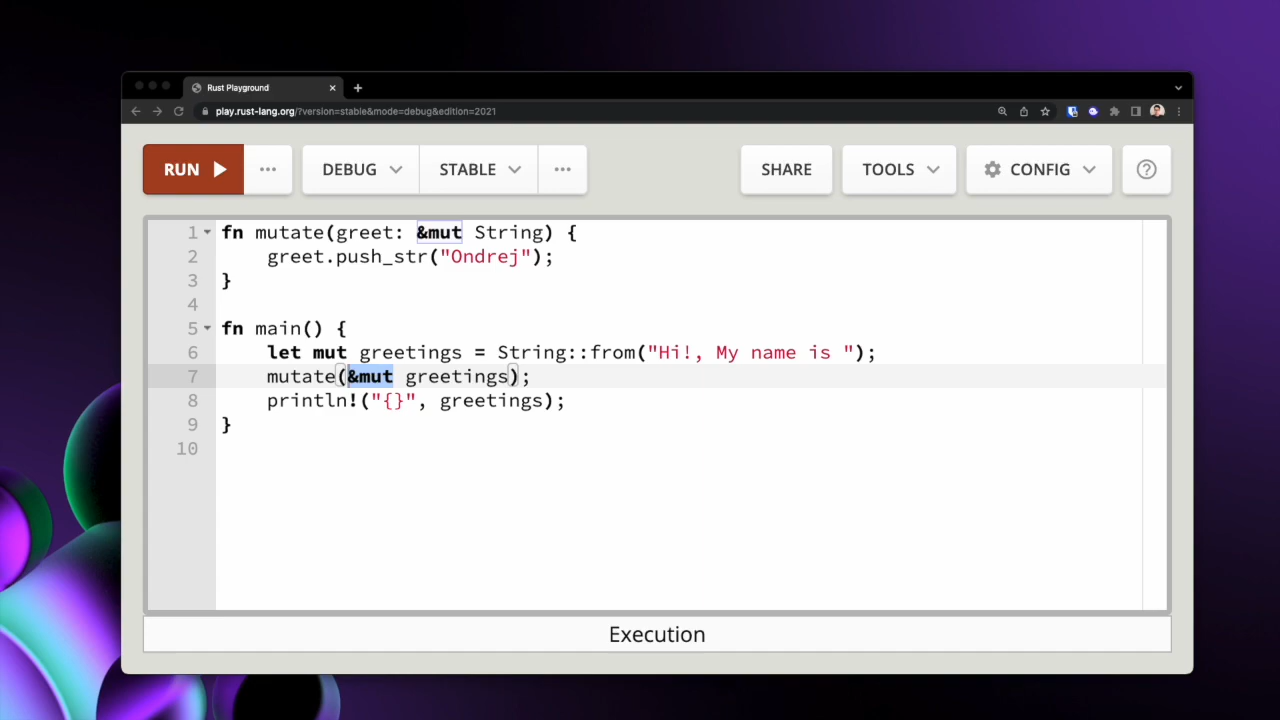 Rust Playground
play.rust-lang.org/?version=stable&mode=debug&edition=2021
RUN ... DEBUG STABLE ... SHARE TOOLS CONFIG ?
1 fn mutate(greet: &mut String) {
2     greet.push_str("Ondrej");
3 }
4
5 fn main() {
6     let mut greetings = String::from("Hi!, My name is ");
7     mutate(&mut greetings);
8     println!("{}", greetings);
9 }
10
Execution